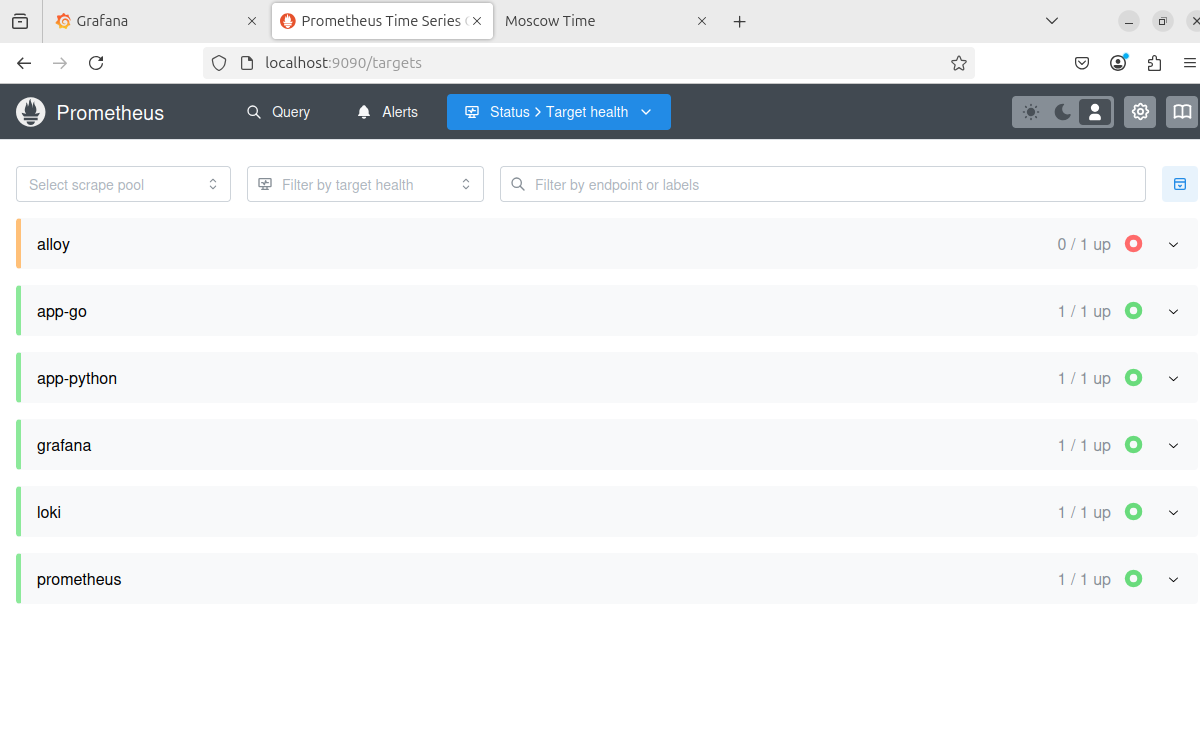 Grafana
Prometheus Time Series
Moscow Time
localhost:9090/targets
Prometheus
Query
Alerts
Status > Target health
Select scrape pool
Filter by target health
Filter by endpoint or labels
alloy
0 / 1 up
app-go
1 / 1 up
app-python
1 / 1 up
grafana
1 / 1 up
loki
1 / 1 up
prometheus
1 / 1 up